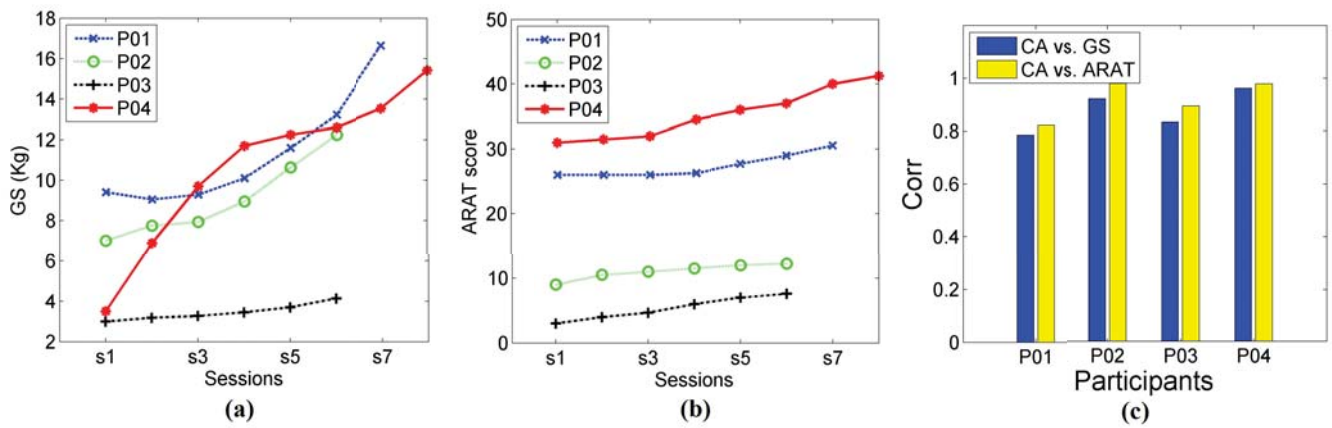 18
16
14
12
10
8
6
4
2
GS (Kg)
P01
P02
P03
P04
s1 s3 s5 s7
Sessions
(a)
50
40
30
20
10
0
ARAT score
P01
P02
P03
P04
s1 s3 s5 s7
Sessions
(b)
CA vs. GS
CA vs. ARAT
1
0.8
0.6
0.4
0.2
0
Corr
P01 P02 P03 P04
Participants
(c)